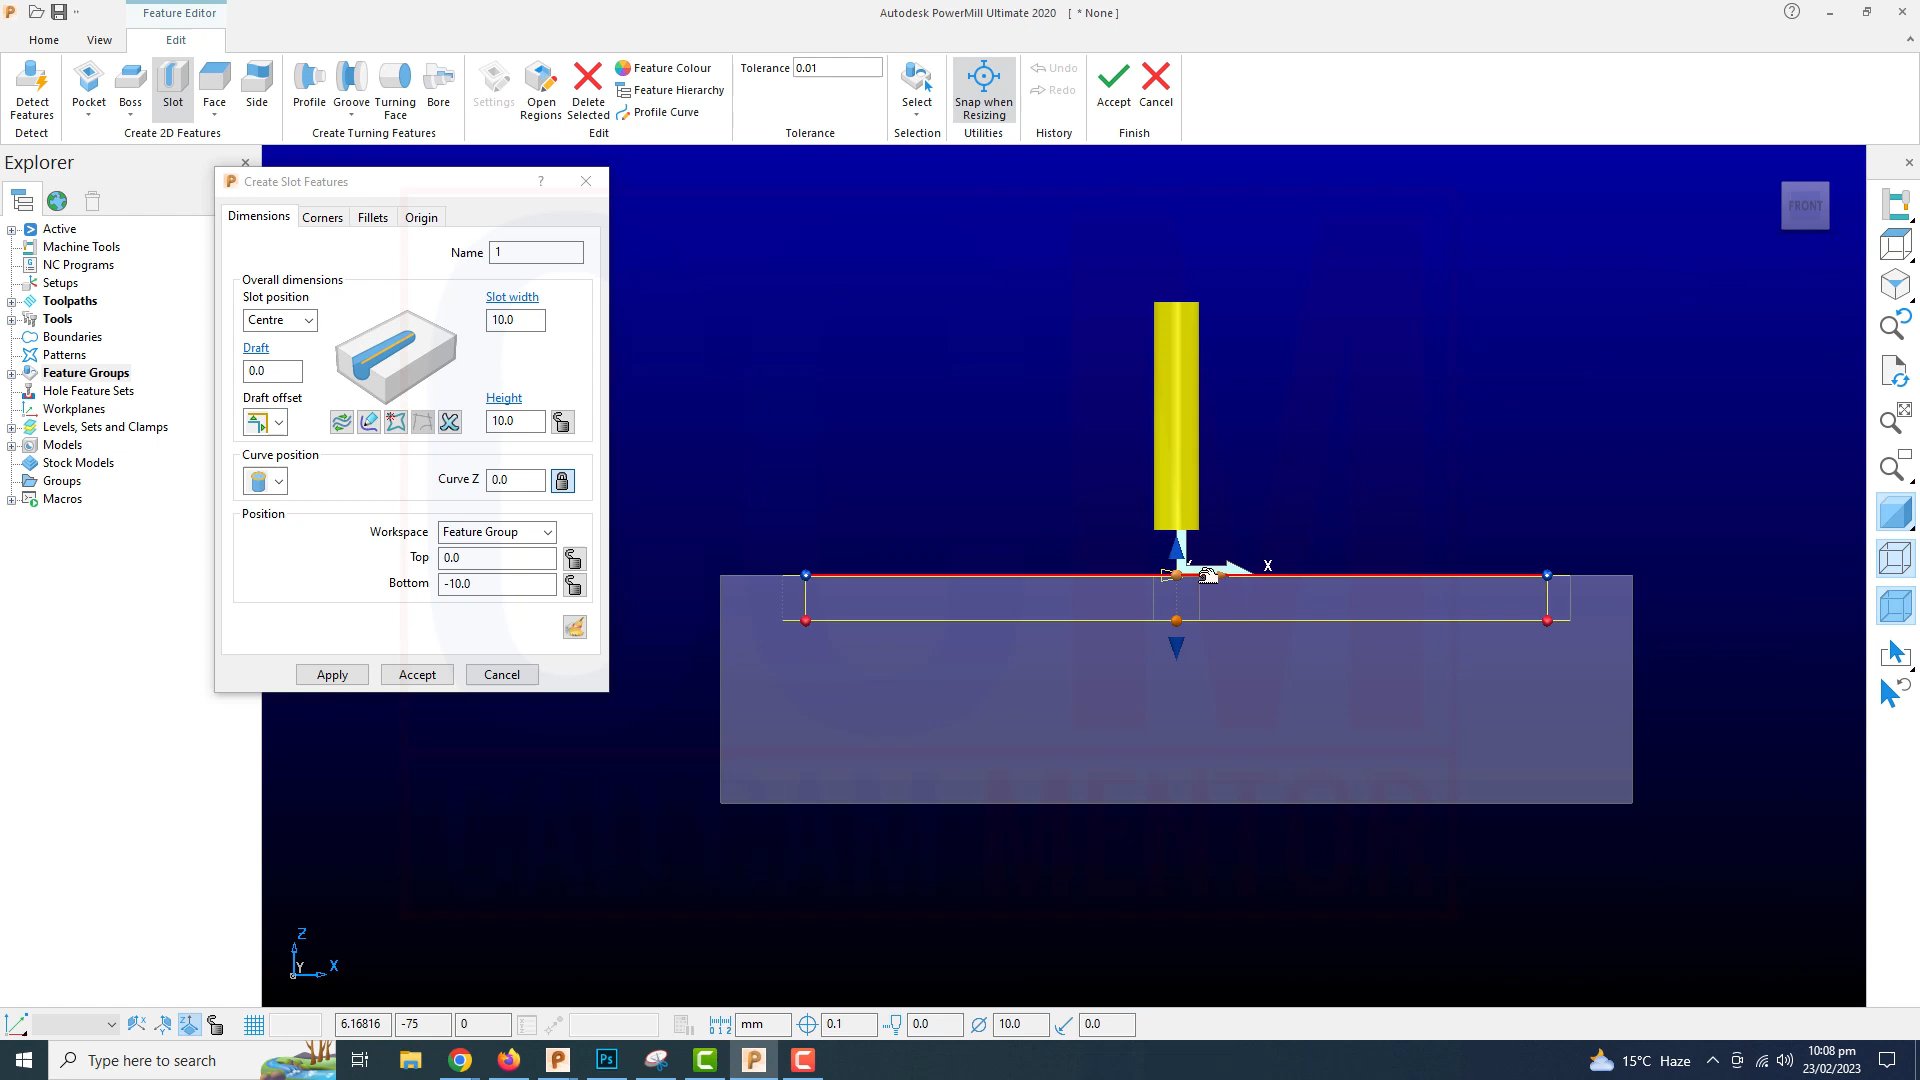 Feature Editor
Autodesk PowerMill Ultimate 2020 [ * None ]
Home View Edit
Detect Features
Pocket
Boss
Slot
Face
Side
Profile
Groove
Turning Face
Bore
Settings
Open Regions
Delete Selected
Feature Colour
Feature Hierarchy
Profile Curve
Tolerance 0.01
Select
Snap when Resizing
Undo
Redo
Accept
Cancel
Detect
Create 2D Features
Create Turning Features
Edit
Tolerance
Selection
Utilities
History
Finish
Explorer
Active
Machine Tools
NC Programs
Setups
Toolpaths
Tools
Boundaries
Patterns
Feature Groups
Hole Feature Sets
Workplanes
Levels, Sets and Clamps
Models
Stock Models
Groups
Macros
Create Slot Features ?
Dimensions Corners Fillets Origin
Name 1
Overall dimensions
Slot position
Slot width
Centre
10.0
Draft
0.0
Draft offset
Height
10.0
Curve position
Curve Z 0.0
Position
Workspace Feature Group
Top 0.0
Bottom -10.0
Apply Accept Cancel
FRONT
X
Z
Y
X
6.16816 -75 0 mm 0.1 0.0 10.0 0.0
Type here to search
Ps
15°C Haze
10:08 pm
23/02/2023